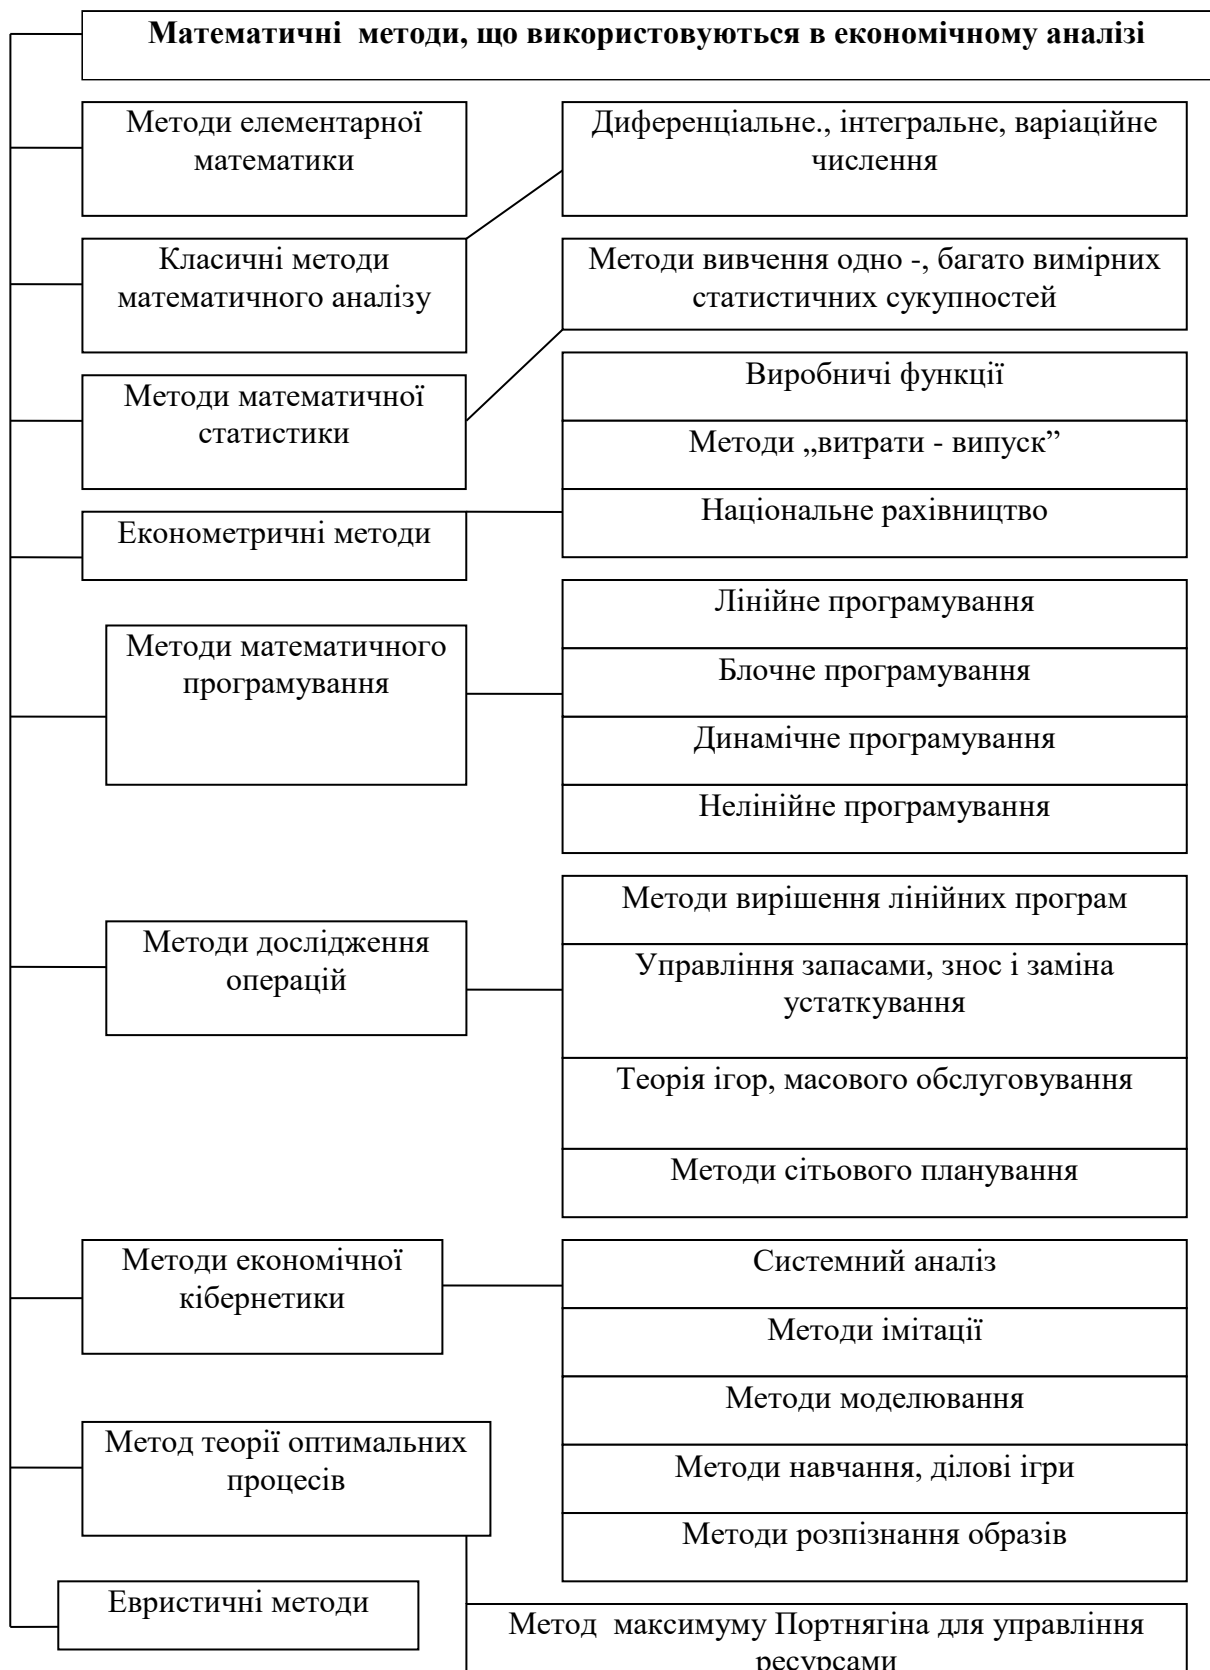 Математичні методи, що використовуються в економічному аналізі
Методи елементарної
математики
Диференціальне., інтегральне, варіаційне
числення
Класичні методи
математичного аналізу
Методи вивчення одно -, багато вимірних
статистичних сукупностей
Методи математичної
статистики
Виробничі функції
Методи „витрати - випуск”
Національне рахівництво
Економетричні методи
Методи математичного
програмування
Лінійне програмування
Блочне програмування
Динамічне програмування
Нелінійне програмування
Методи дослідження
операцій
Методи вирішення лінійних програм
Управління запасами, знос і заміна
устаткування
Теорія ігор, масового обслуговування
Методи сітьового планування
Методи економічної
кібернетики
Системний аналіз
Методи імітації
Методи моделювання
Методи навчання, ділові ігри
Методи розпізнання образів
Метод теорії оптимальних
процесів
Евристичні методи
Метод максимуму Портнягіна для управління
ресурсами